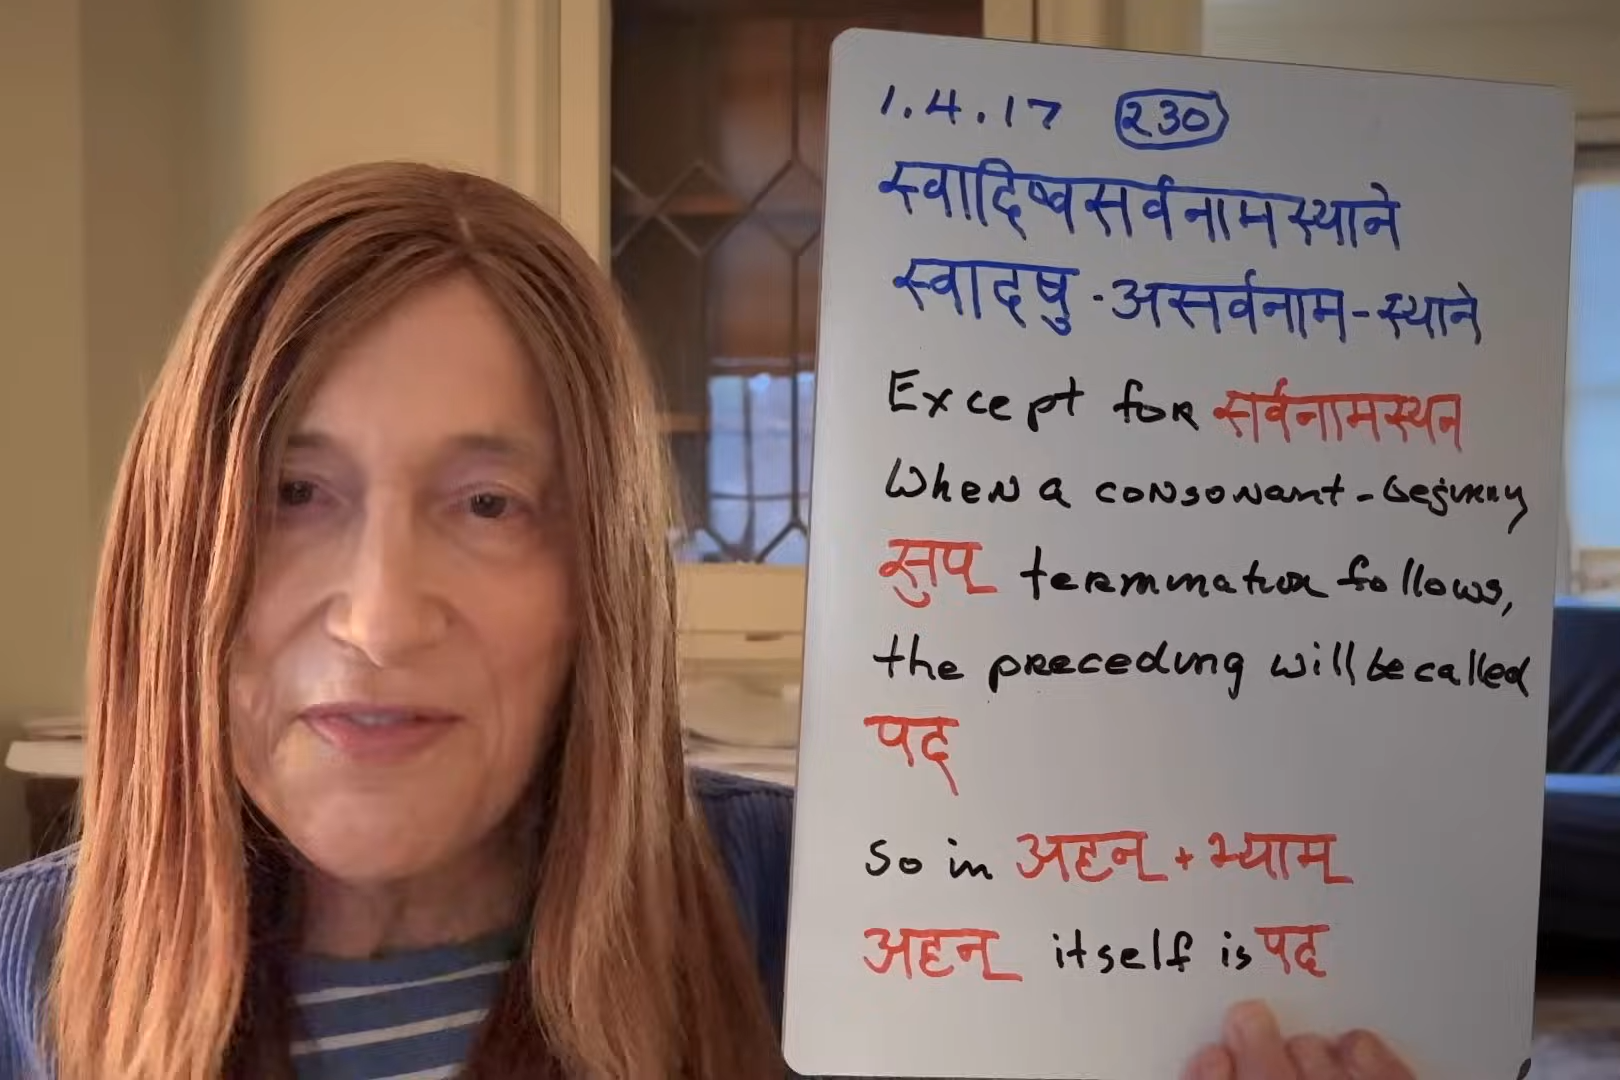 1.4.17 २३०
स्वादिष्वसर्वनामस्थाने
स्वादषु-असर्वनाम-स्थाने
Except for सर्वनामस्थन
When a consonant-beginning
सुप् termination follows,
the preceding will be called
पद
so in अहन् + भ्याम्
अहन् itself is पद